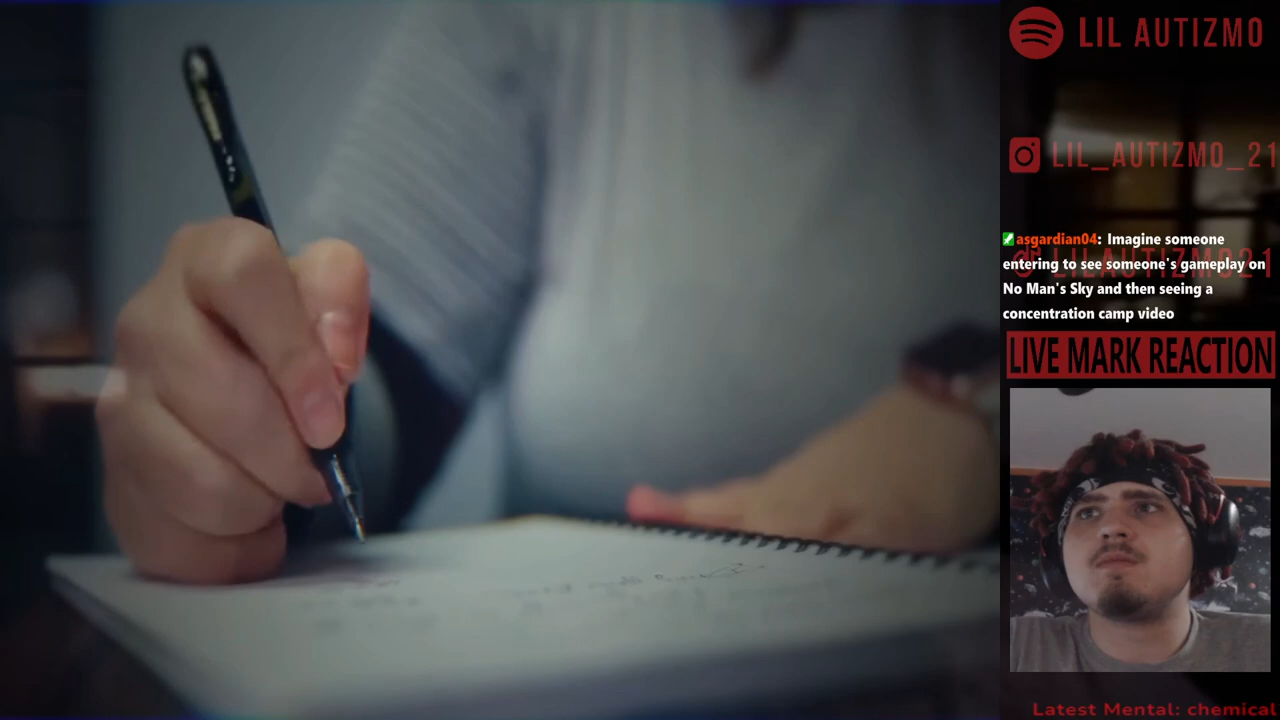 LIL AUTIZMO
LIL_AUTIZMO_21
LILAUTIZMO21
asgardian04: Imagine someone
entering to see someone's gameplay on
No Man's Sky and then seeing a
concentration camp video
LIVE MARK REACTION
Latest Mental: chemical